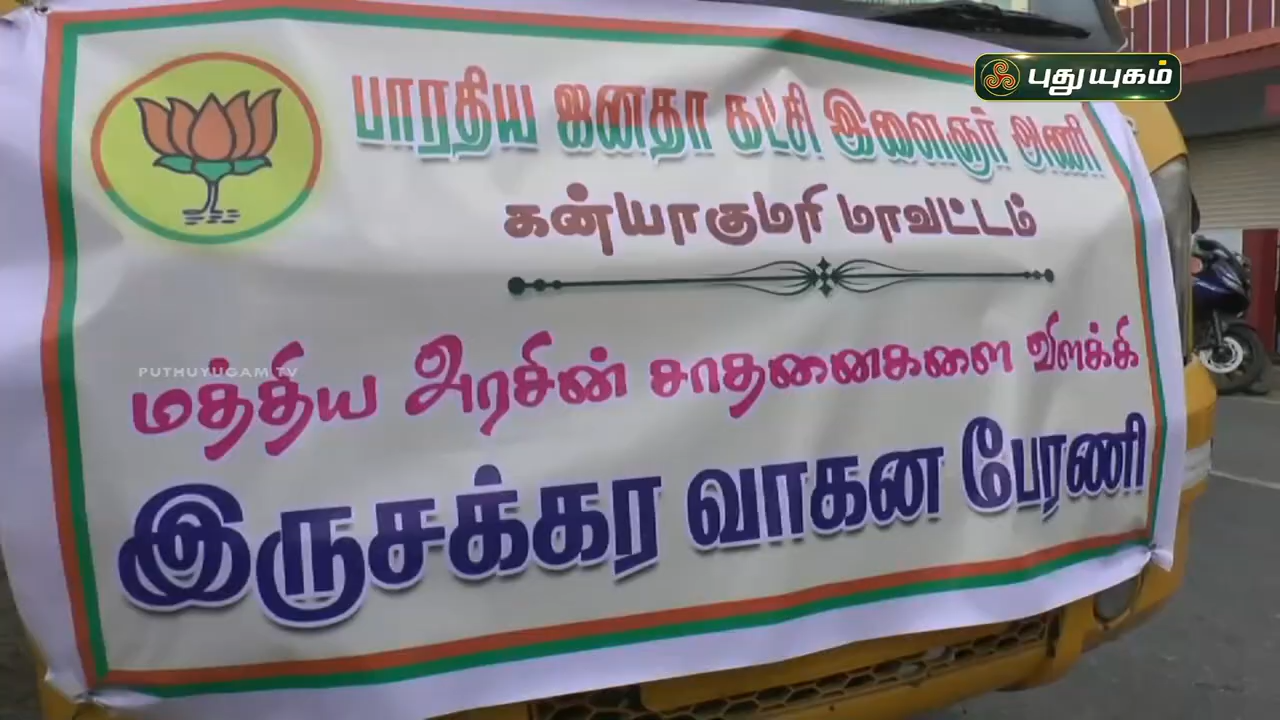 புதுயுகம்
பாரதிய ஜனதா கட்சி இளைஞர் அணி
கன்யாகுமரி மாவட்டம்
PUTHUYUGAM TV
மத்திய அரசின் சாதனைகளை விளக்கி
இருசக்கர வாகன பேரணி